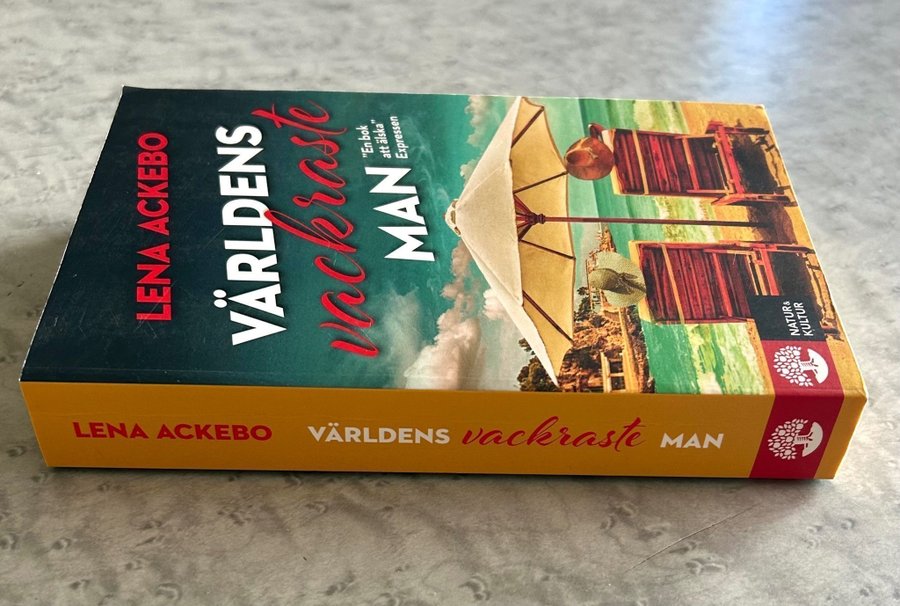 LENA ACKEBO
VÄRLDENS
vackraste
MAN
"En bok
att älska"
Expressen
NATUR &
KULTUR
LENA ACKEBO VÄRLDENS vackraste MAN